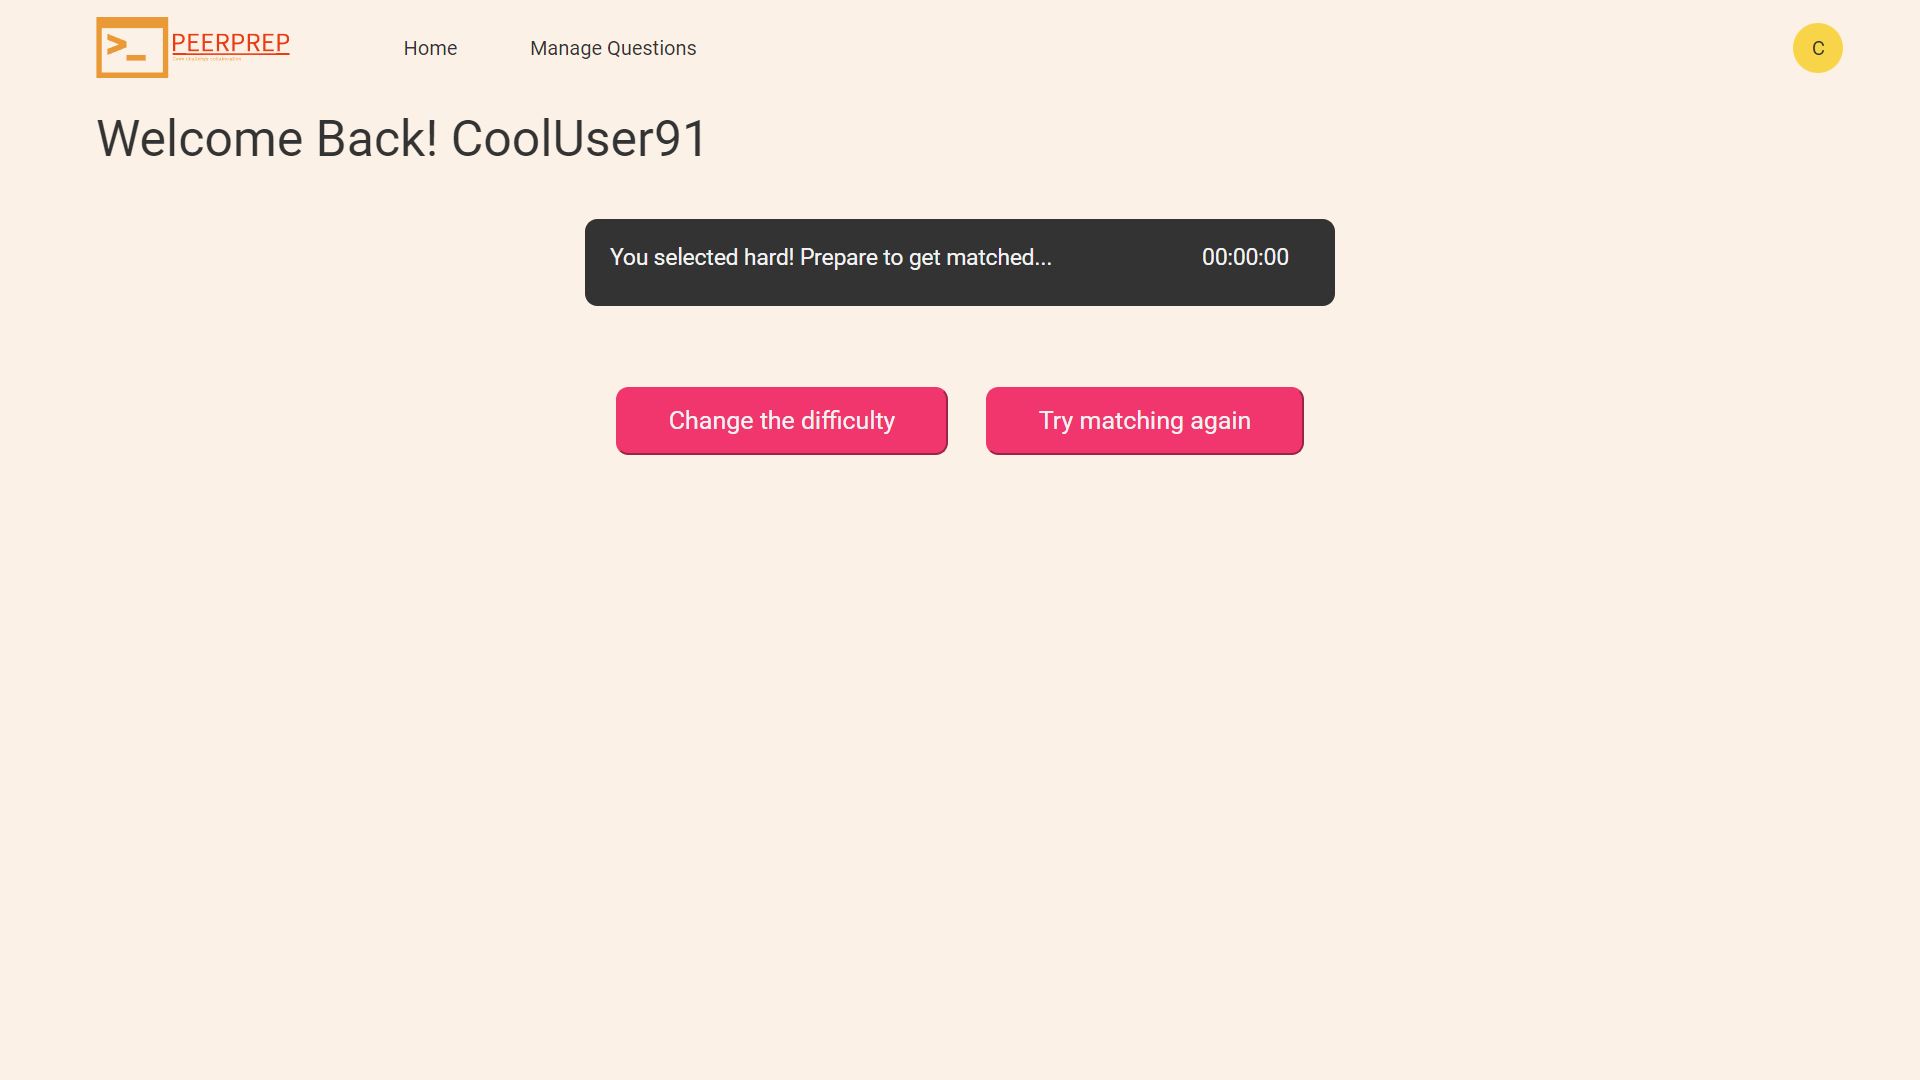 >_ PEERPREP
Home
Manage Questions
C
Welcome Back! CoolUser91
You selected hard! Prepare to get matched...
00:00:00
Change the difficulty
Try matching again